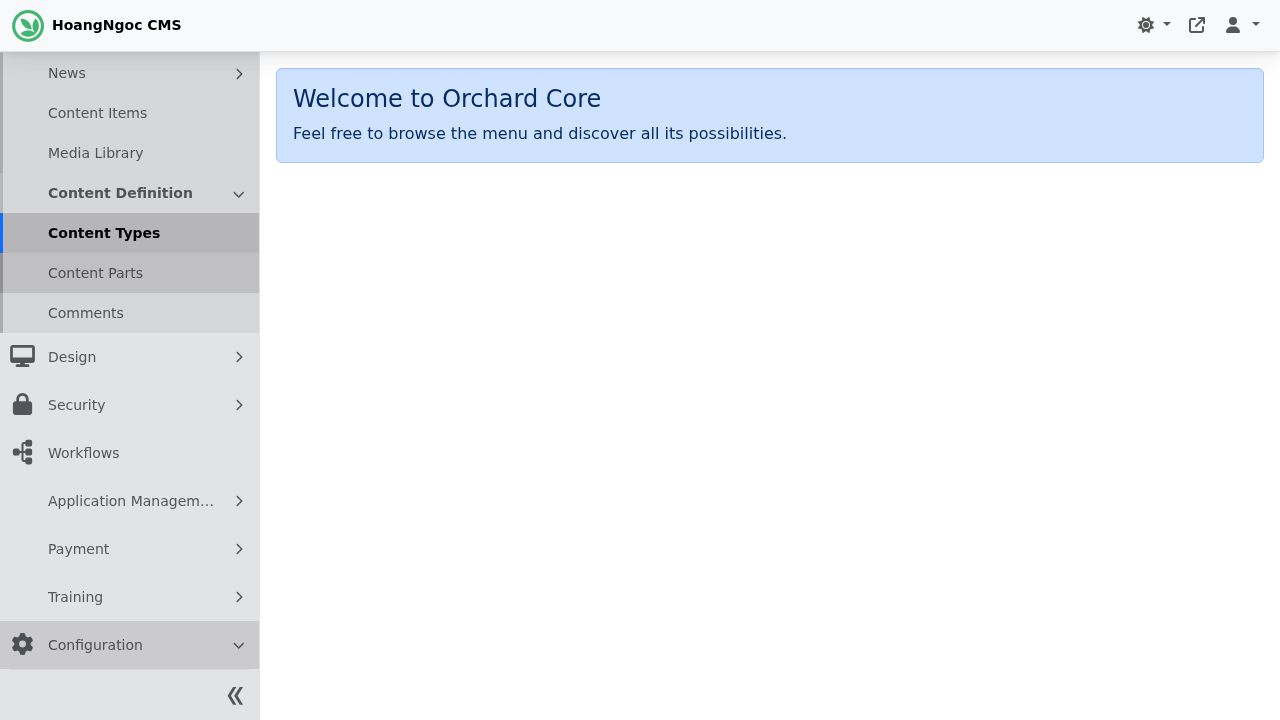 HoangNgoc CMS
News
Content Items
Media Library
Content Definition
Content Types
Content Parts
Comments
Design
Security
Workflows
Application Managem...
Payment
Training
Configuration
Welcome to Orchard Core
Feel free to browse the menu and discover all its possibilities.